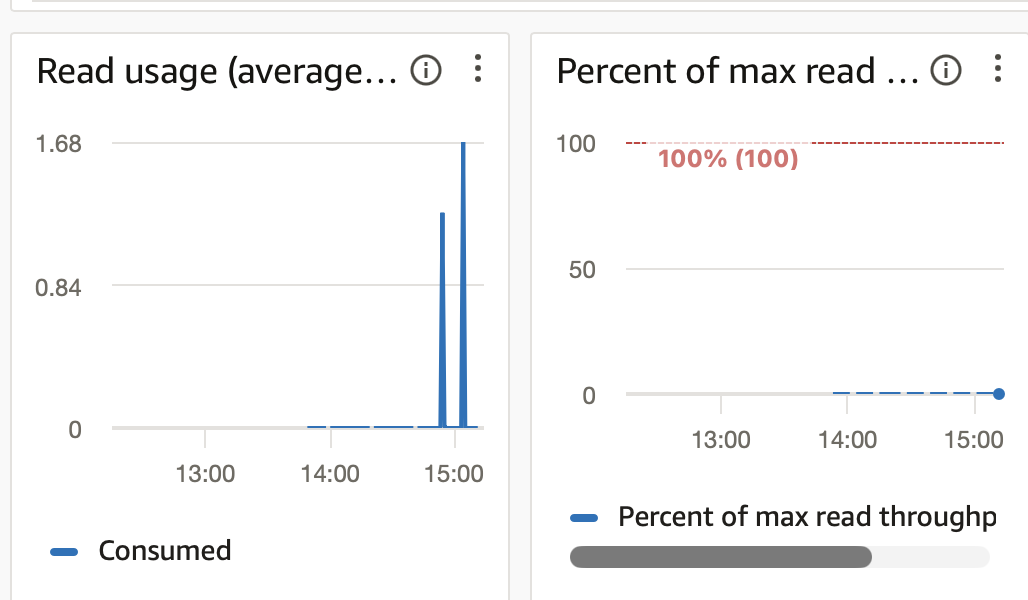 Read usage (average...
1.68
0.84
0
13:00 14:00 15:00
Consumed
Percent of max read ...
100
100% (100)
50
0
13:00 14:00 15:00
Percent of max read throughp